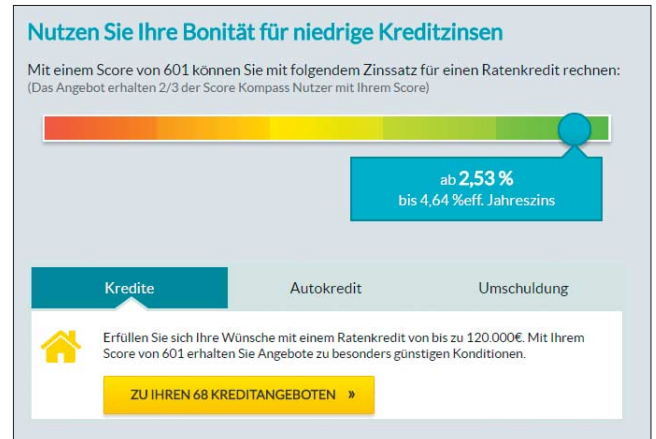 Nutzen Sie Ihre Bonität für niedrige Kreditzinsen
Mit einem Score von 601 können Sie mit folgendem Zinssatz für einen Ratenkredit rechnen:
(Das Angebot erhalten 2/3 der Score Kompass Nutzer mit Ihrem Score)
ab 2,53 %
bis 4,64 %eff. Jahreszins
Kredite
Autokredit
Umschuldung
Erfüllen Sie sich Ihre Wünsche mit einem Ratenkredit von bis zu 120.000€. Mit Ihrem
Score von 601 erhalten Sie Angebote zu besonders günstigen Konditionen.
ZU IHREN 68 KREDITANGEBOTEN »